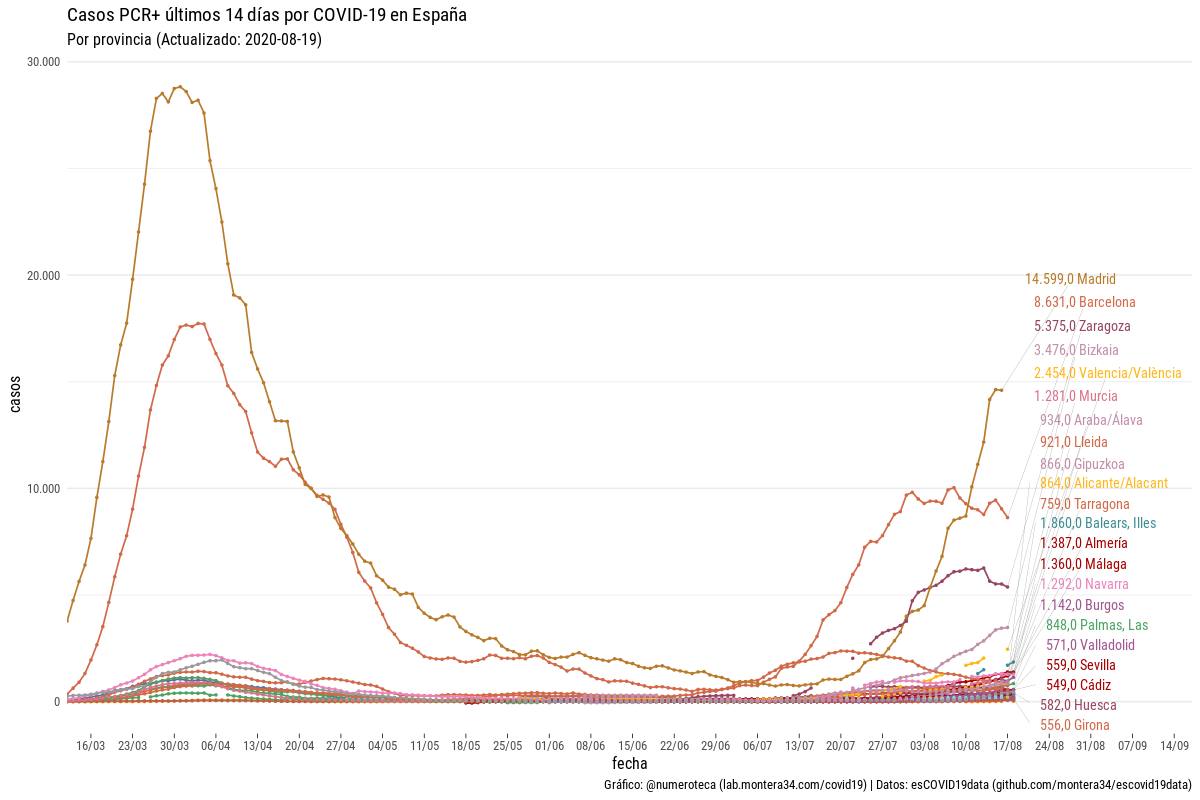 Casos PCR+ últimos 14 días por COVID-19 en España
Por provincia (Actualizado: 2020-08-19)
30.000
20.000
10.000
0
casos
14.599,0 Madrid
8.631,0 Barcelona
5.375,0 Zaragoza
3.476,0 Bizkaia
2.454,0 Valencia/València
1.281,0 Murcia
934,0 Araba/Álava
921,0 Lleida
866,0 Gipuzkoa
864,0 Alicante/Alacant
759,0 Tarragona
1.860,0 Balears, Illes
1.387,0 Almería
1.360,0 Málaga
1.292,0 Navarra
1.142,0 Burgos
848,0 Palmas, Las
571,0 Valladolid
559,0 Sevilla
549,0 Cádiz
582,0 Huesca
556,0 Girona
16/03 23/03 30/03 06/04 13/04 20/04 27/04 04/05 11/05 18/05 25/05 01/06 08/06 15/06 22/06 29/06 06/07 13/07 20/07 27/07 03/08 10/08 17/08 24/08 31/08 07/09 14/09
fecha
Gráfico: @numeroteca (lab.montera34.com/covid19) | Datos: esCOVID19data (github.com/montera34/escovid19data)